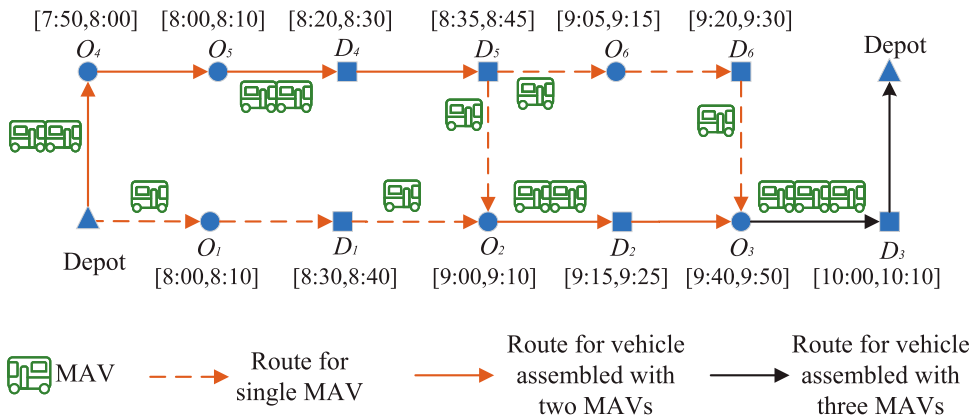 [7:50,8:00) [8:00,8:10] [8:20,8:30] [8:35,8:45] [9:05,9:15] [9:20,9:30]
O4 O5 D4 D5 O6 D6 Depot
Depot O1 D1 O2 D2 O3 D3
[8:00,8:10] [8:30,8:40] [9:00,9:10] [9:15,9:25] [9:40,9:50] [10:00,10:10]
MAV
Route for
single MAV
Route for vehicle
assembled with
two MAVs
Route for vehicle
assembled with
three MAVs